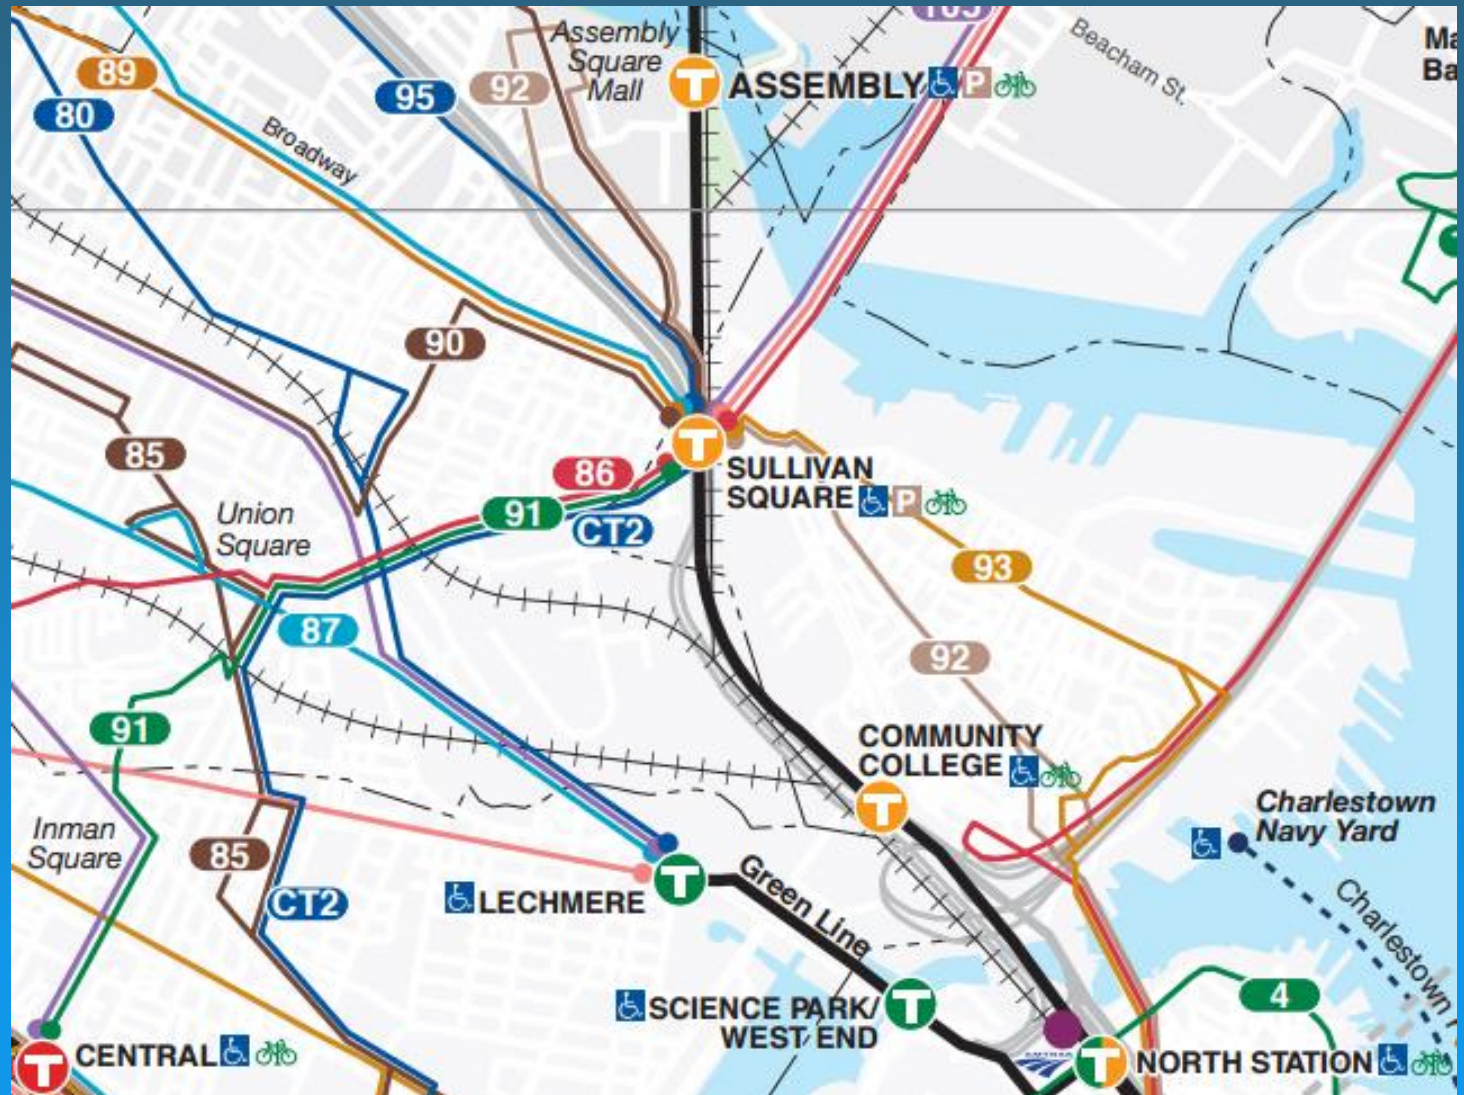 105
Assembly
Square
Mall
ASSEMBLY
P
Beacham St.
89
80
95
92
Broadway
90
85
86
91
CT2
SULLIVAN
SQUARE
P
Union
Square
93
87
92
91
COMMUNITY
COLLEGE
Inman
Square
85
CT2
LECHMERE
Green Line
Charlestown
Navy Yard
Charlestown
SCIENCE PARK/
WEST END
4
CENTRAL
AMTRAK
NORTH STATION
T
T
T
T
T
T
T